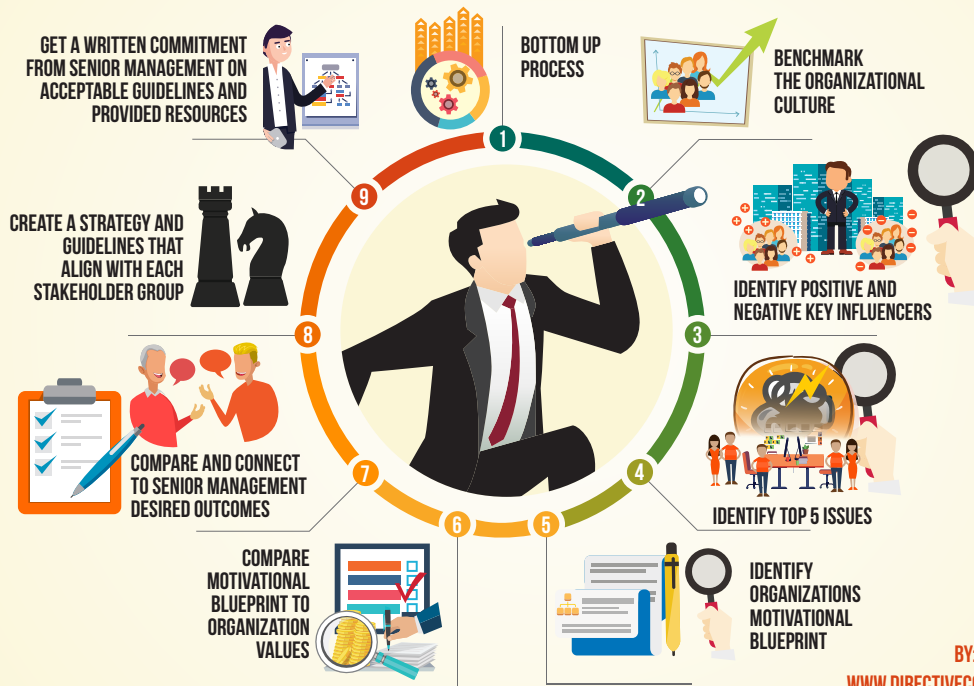 BOTTOM UP
PROCESS
1
BENCHMARK
THE ORGANIZATIONAL
CULTURE
2
IDENTIFY POSITIVE AND
NEGATIVE KEY INFLUENCERS
3
IDENTIFY TOP 5 ISSUES
4
IDENTIFY
ORGANIZATIONS
MOTIVATIONAL
BLUEPRINT
5
COMPARE
MOTIVATIONAL
BLUEPRINT TO
ORGANIZATION
VALUES
6
COMPARE AND CONNECT
TO SENIOR MANAGEMENT
DESIRED OUTCOMES
7
CREATE A STRATEGY AND
GUIDELINES THAT
ALIGN WITH EACH
STAKEHOLDER GROUP
8
GET A WRITTEN COMMITMENT
FROM SENIOR MANAGEMENT ON
ACCEPTABLE GUIDELINES AND
PROVIDED RESOURCES
9
BY: